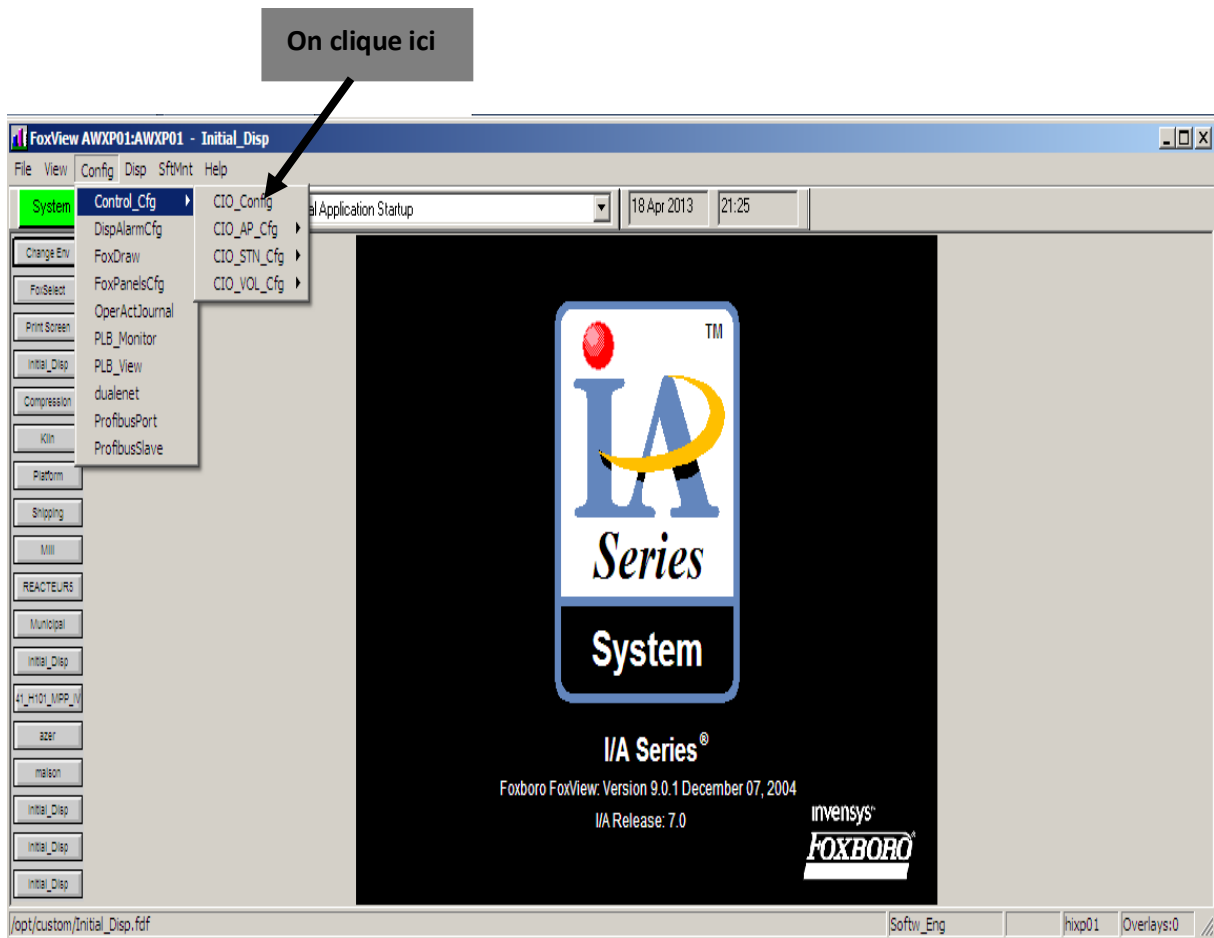 On clique ici
FoxView AWXP01:AWXP01 - Initial_Disp
File View Config Disp SftMnt Help
System
al Application Startup
18 Apr 2013
21:25
Control_Cfg
DispAlarmCfg
FoxDraw
FoxPanelsCfg
OperActJournal
PLB_Monitor
PLB_View
dualenet
ProfibusPort
ProfibusSlave
CIO_Config
CIO_AP_Cfg
CIO_STN_Cfg
CIO_VOL_Cfg
Change Env
FoxSelect
Print Screen
Initial_Disp
Compression
Kiln
Platform
Shipping
Mill
REACTEURS
Municipal
Initial_Disp
41_H101_MPP_IV
azer
maison
Initial_Disp
Initial_Disp
Initial_Disp
TM
IA
Series
System
I/A Series®
Foxboro FoxView: Version 9.0.1 December 07, 2004
I/A Release: 7.0
invensys™
FOXBORO®
/opt/custom/Initial_Disp.fdf
Softw_Eng
hixp01
Overlays:0